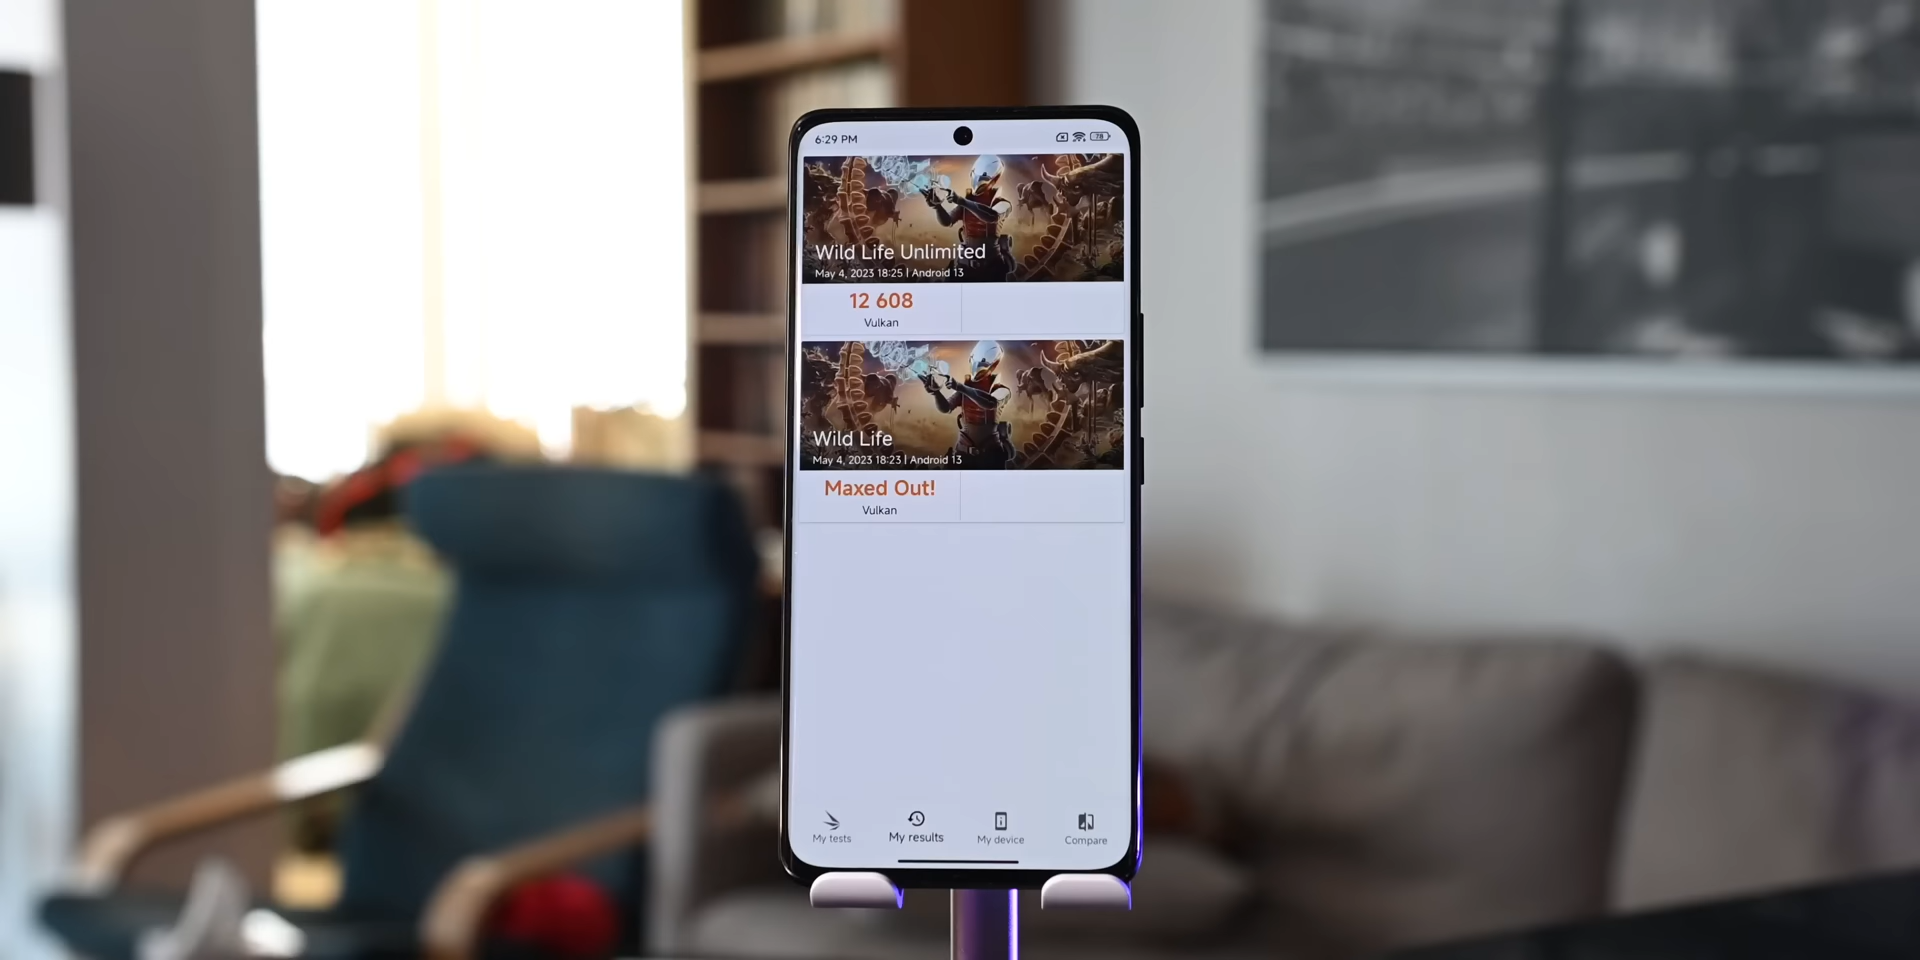 6:29 PM
78
Wild Life Unlimited
May 4, 2023 18:25 | Android 13
12 608
Vulkan
Wild Life
May 4, 2023 18:23 | Android 13
Maxed Out!
Vulkan
My tests
My results
My device
Compare